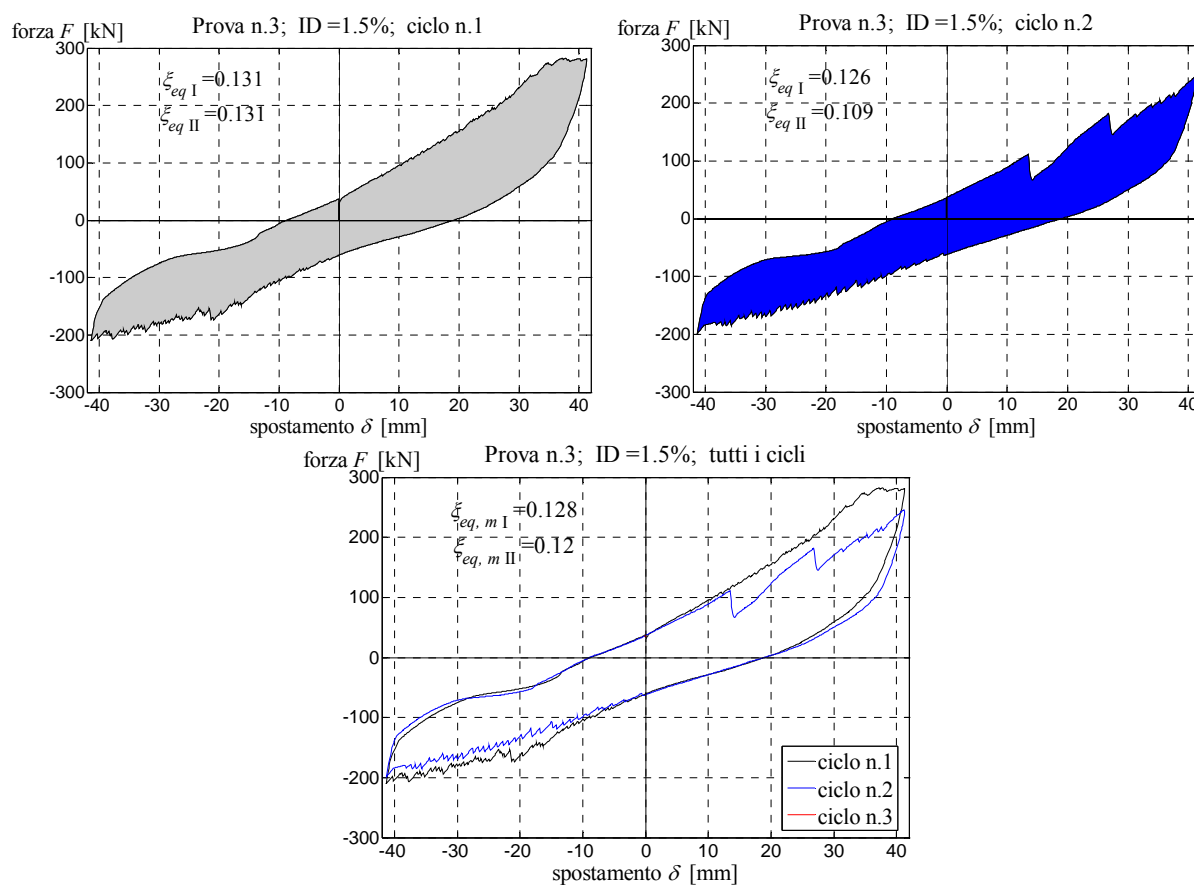 Prova n.3; ID =1.5%; ciclo n.1
forza F [kN]
300
200
100
0
-100
-200
-300
ξeq I =0.131
ξeq II =0.131
-40 -30 -20 -10 0 10 20 30 40
spostamento δ [mm]
Prova n.3; ID =1.5%; ciclo n.2
forza F [kN]
300
200
100
0
-100
-200
-300
ξeq I =0.126
ξeq II =0.109
-40 -30 -20 -10 0 10 20 30 40
spostamento δ [mm]
Prova n.3; ID =1.5%; tutti i cicli
forza F [kN]
300
200
100
0
-100
-200
-300
ξeq, m I =0.128
ξeq, m II =0.12
ciclo n.1
ciclo n.2
ciclo n.3
-40 -30 -20 -10 0 10 20 30 40
spostamento δ [mm]